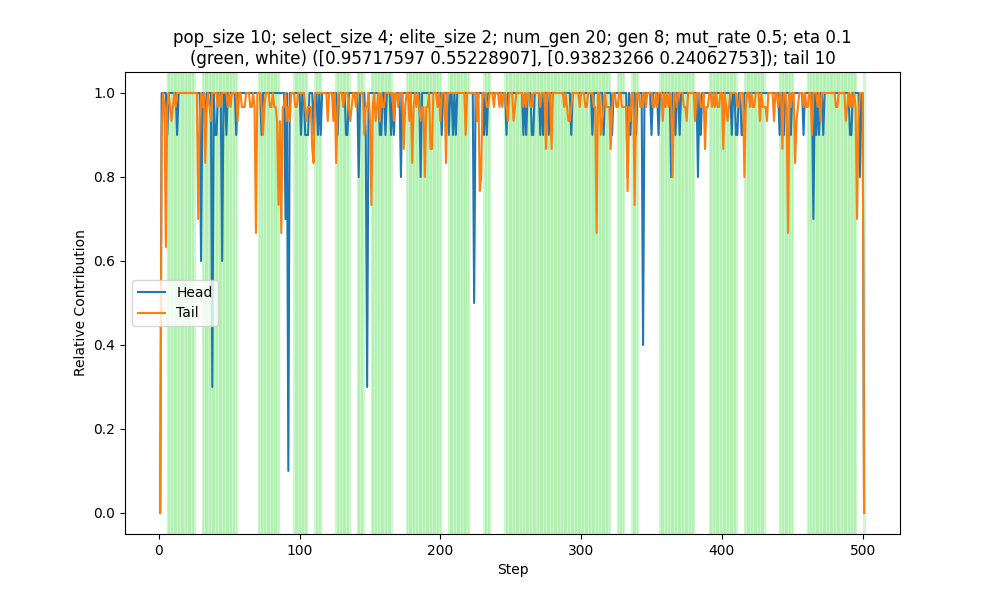 pop_size 10; select_size 4; elite_size 2; num_gen 20; gen 8; mut_rate 0.5; eta 0.1
(green, white) ([0.95717597 0.55228907], [0.93823266 0.24062753]); tail 10
1.0
0.8
0.6
0.4
0.2
0.0
Relative Contribution
Head
Tail
0
100
200
300
400
500
Step